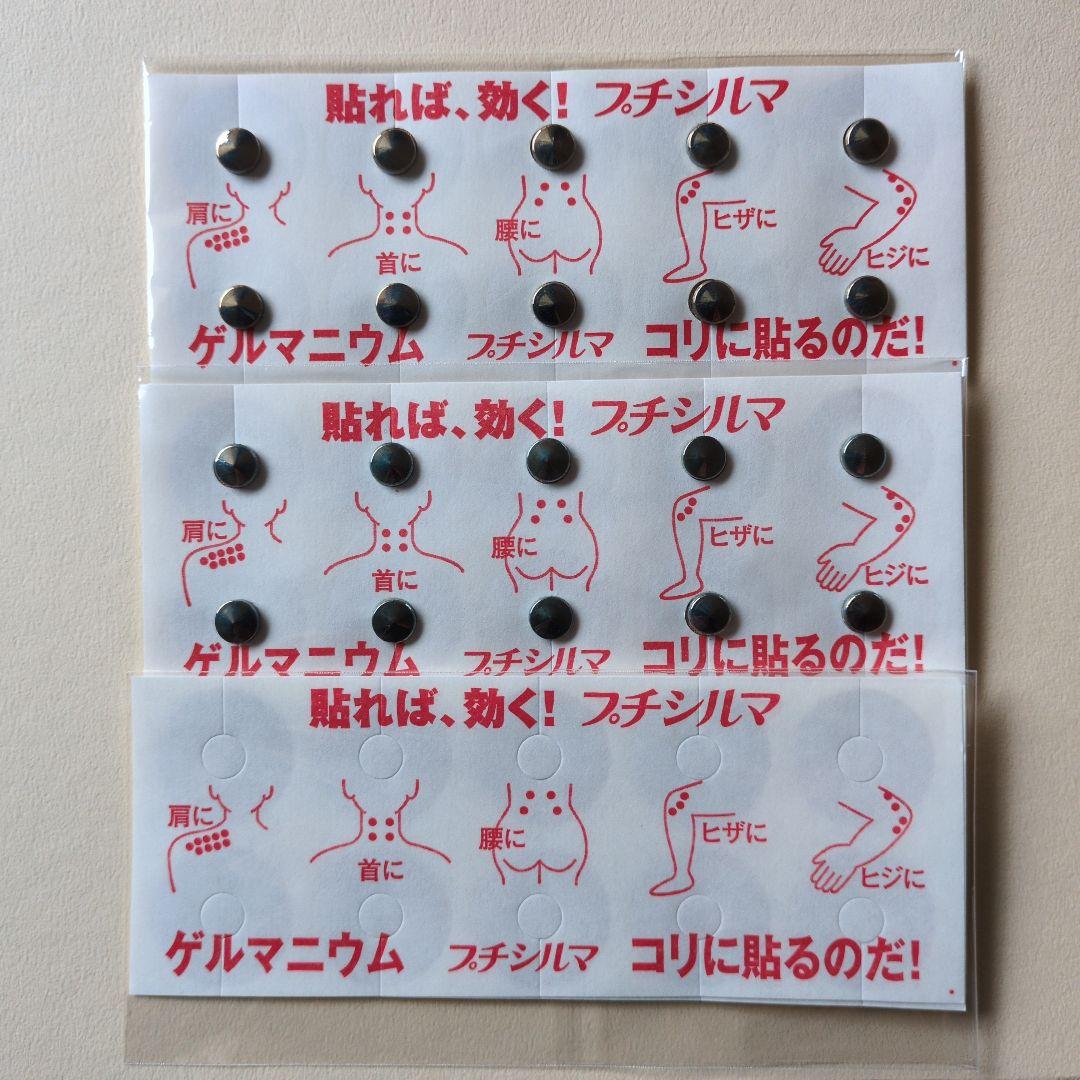 貼れば、効く! プチシルマ
肩に
首に
腰に
ヒザに
ヒジに
ゲルマニウム プチシルマ コリに貼るのだ!
貼れば、効く! プチシルマ
肩に
首に
腰に
ヒザに
ヒジに
ゲルマニウム プチシルマ コリに貼るのだ!
貼れば、効く! プチシルマ
肩に
首に
腰に
ヒザに
ヒジに
ゲルマニウム プチシルマ コリに貼るのだ!